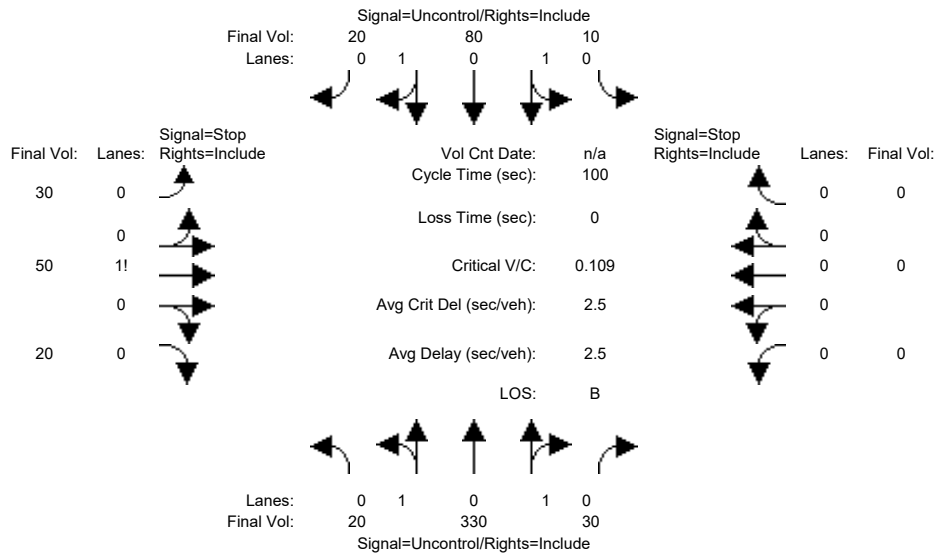 Signal=Uncontrol/Rights=Include
Final Vol: 20 80 10
Lanes: 0 1 0 1 0
Signal=Stop Signal=Stop
Final Vol: Lanes: Rights=Include Vol Cnt Date: n/a Rights=Include Lanes: Final Vol:
Cycle Time (sec): 100
30 0 0 0
Loss Time (sec): 0
0 0
50 1! Critical V/C: 0.109 0 0
0 Avg Crit Del (sec/veh): 2.5 0
20 0 Avg Delay (sec/veh): 2.5 0 0
LOS: B
Lanes: 0 1 0 1 0
Final Vol: 20 330 30
Signal=Uncontrol/Rights=Include